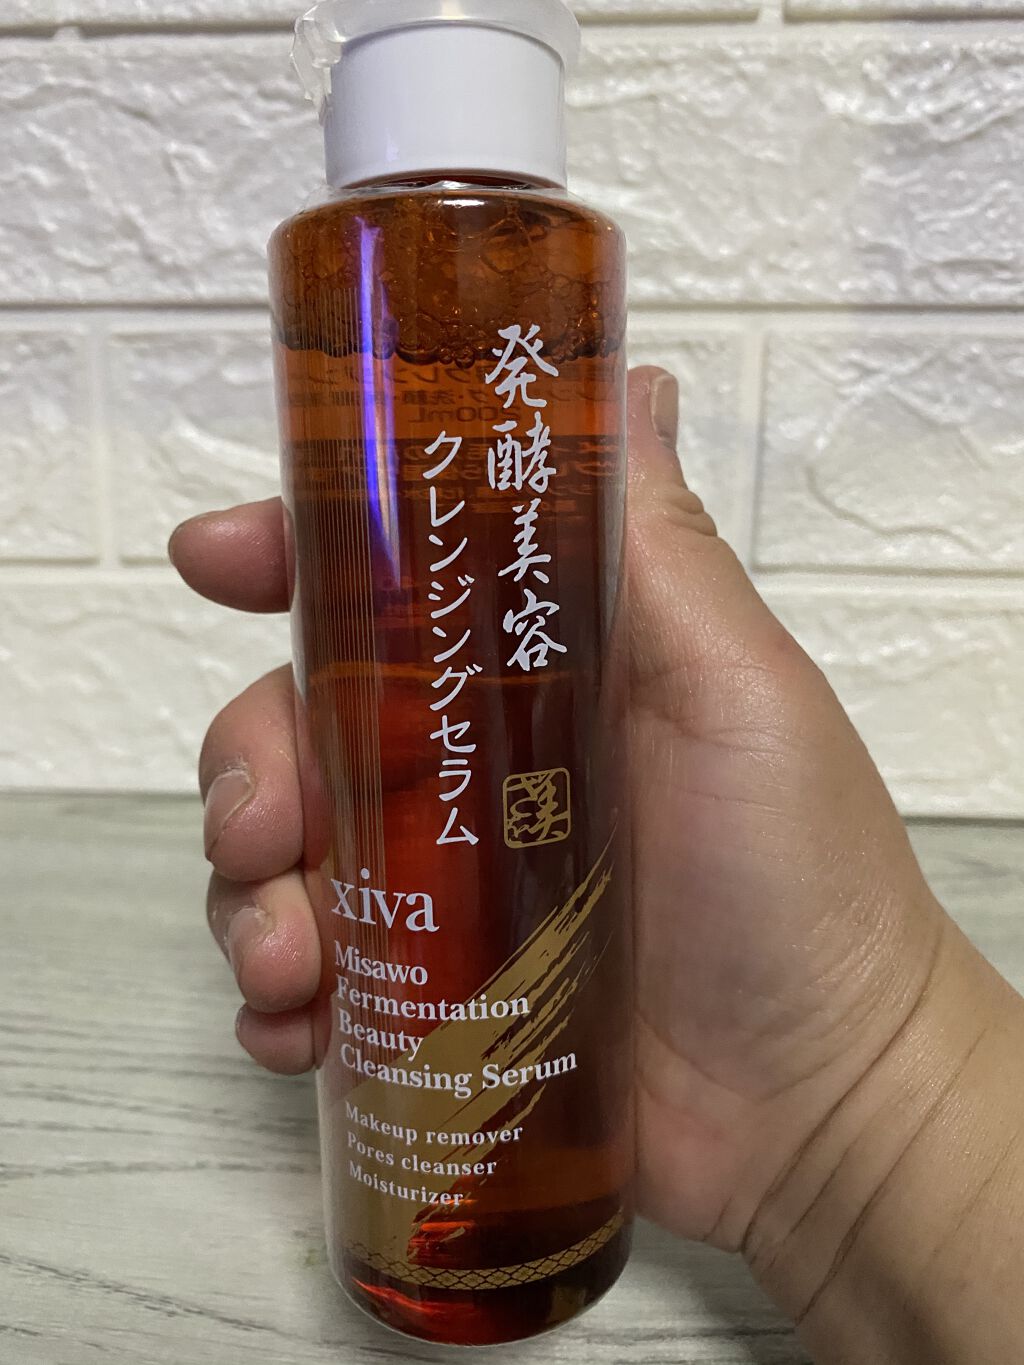 発酵美容
クレンジングセラム
xiva
Misawo
Fermentation
Beauty
Cleansing Serum
Makeup remover
Pores cleanser
Moisturizer
200mL